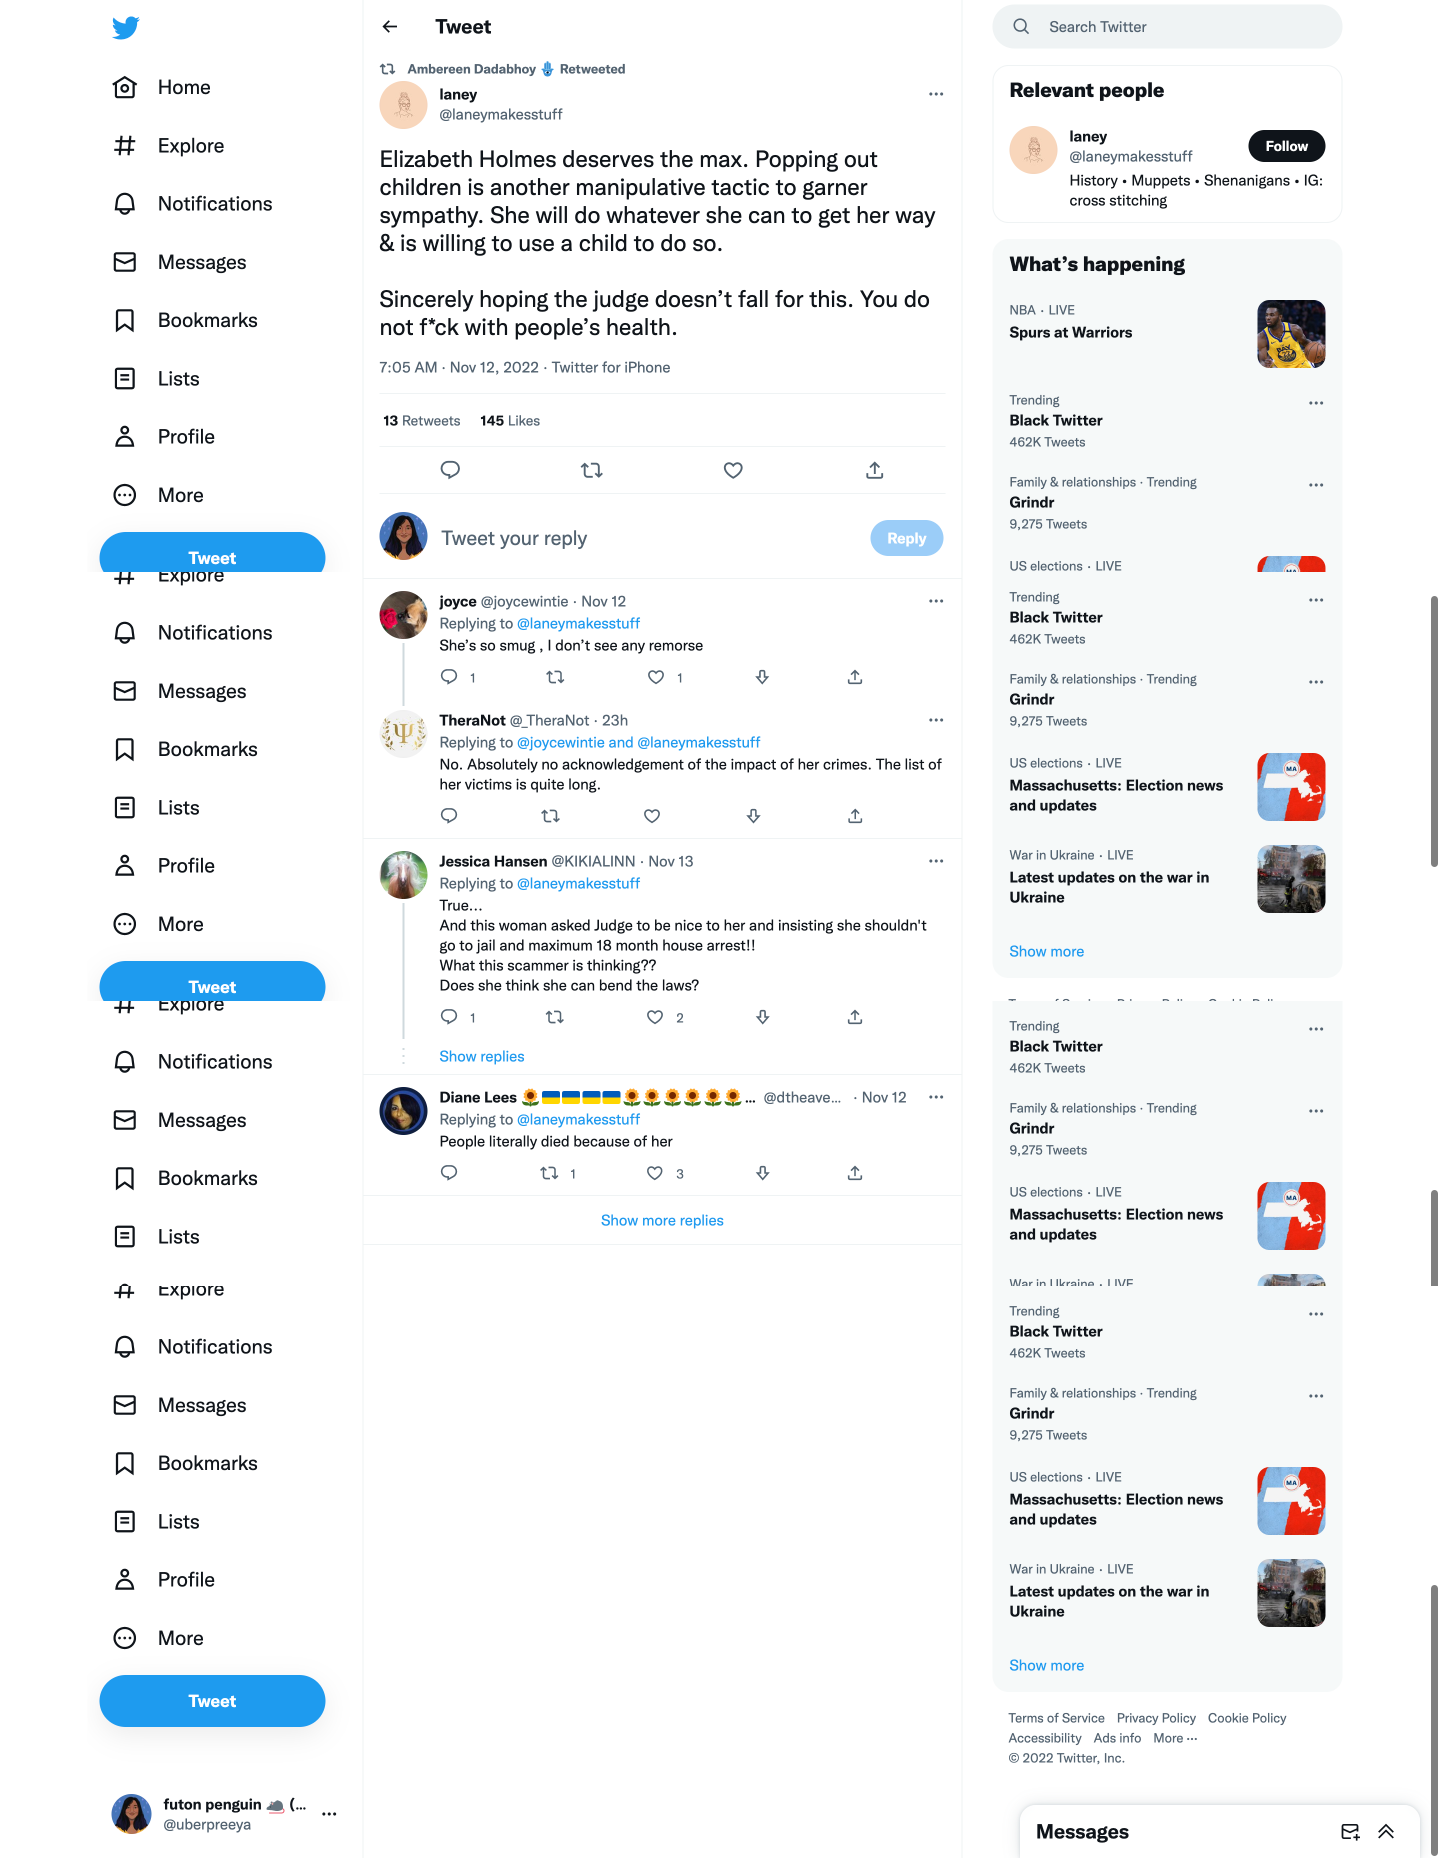 Home
Explore
Notifications
Messages
Bookmarks
Lists
Profile
More
Tweet
Explore
Notifications
Messages
Bookmarks
Lists
Profile
More
Tweet
Explore
Notifications
Messages
Bookmarks
Lists
Explore
Notifications
Messages
Bookmarks
Lists
Profile
More
Tweet
futon penguin (...
@uberpreeya
Tweet
Ambereen Dadabhoy Retweeted
laney
@laneymakesstuff
Elizabeth Holmes deserves the max. Popping out
children is another manipulative tactic to garner
sympathy. She will do whatever she can to get her way
& is willing to use a child to do so.
Sincerely hoping the judge doesn’t fall for this. You do
not f*ck with people’s health.
7:05 AM · Nov 12, 2022 · Twitter for iPhone
13 Retweets 145 Likes
Tweet your reply
Reply
joyce @joycewintie · Nov 12
Replying to @laneymakesstuff
She’s so smug , I don’t see any remorse
1 1
TheraNot @_TheraNot · 23h
Replying to @joycewintie and @laneymakesstuff
No. Absolutely no acknowledgement of the impact of her crimes. The list of
her victims is quite long.
Jessica Hansen @KIKIALINN · Nov 13
Replying to @laneymakesstuff
True...
And this woman asked Judge to be nice to her and insisting she shouldn't
go to jail and maximum 18 month house arrest!!
What this scammer is thinking??
Does she think she can bend the laws?
1 2
Show replies
Diane Lees 🌻🇺🇦🇺🇦🇺🇦🇺🇦🌻🌻🌻🌻🌻🌻... @dtheave... · Nov 12
Replying to @laneymakesstuff
People literally died because of her
1 3
Show more replies
Search Twitter
Relevant people
laney
@laneymakesstuff
Follow
History • Muppets • Shenanigans • IG:
cross stitching
What’s happening
NBA · LIVE
Spurs at Warriors
Trending
Black Twitter
462K Tweets
Family & relationships · Trending
Grindr
9,275 Tweets
US elections · LIVE
MA
Trending
Black Twitter
462K Tweets
Family & relationships · Trending
Grindr
9,275 Tweets
US elections · LIVE
Massachusetts: Election news
and updates
MA
War in Ukraine · LIVE
Latest updates on the war in
Ukraine
Show more
Trending
Black Twitter
462K Tweets
Family & relationships · Trending
Grindr
9,275 Tweets
US elections · LIVE
Massachusetts: Election news
and updates
MA
War in Ukraine · LIVE
Trending
Black Twitter
462K Tweets
Family & relationships · Trending
Grindr
9,275 Tweets
US elections · LIVE
Massachusetts: Election news
and updates
MA
War in Ukraine · LIVE
Latest updates on the war in
Ukraine
Show more
Terms of Service Privacy Policy Cookie Policy
Accessibility Ads info More ...
© 2022 Twitter, Inc.
Messages